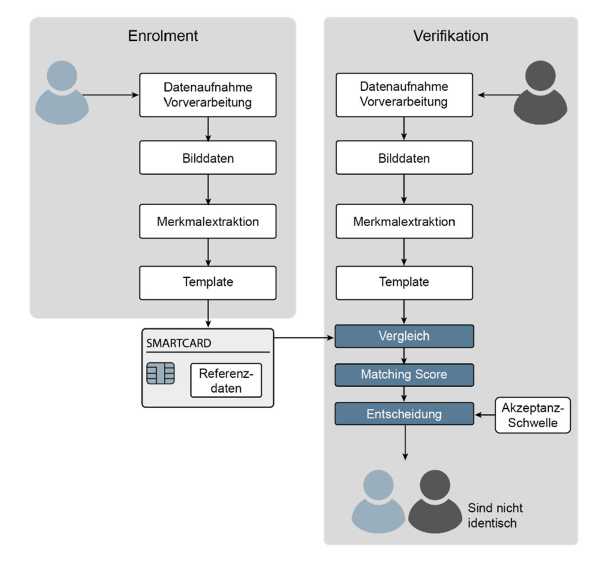 Enrolment
Datenaufnahme
Vorverarbeitung
Bilddaten
Merkmalextraktion
Template
SMARTCARD
Referenz-
daten
Verifikation
Datenaufnahme
Vorverarbeitung
Bilddaten
Merkmalextraktion
Template
Vergleich
Matching Score
Entscheidung
Akzeptanz-
Schwelle
Sind nicht
identisch